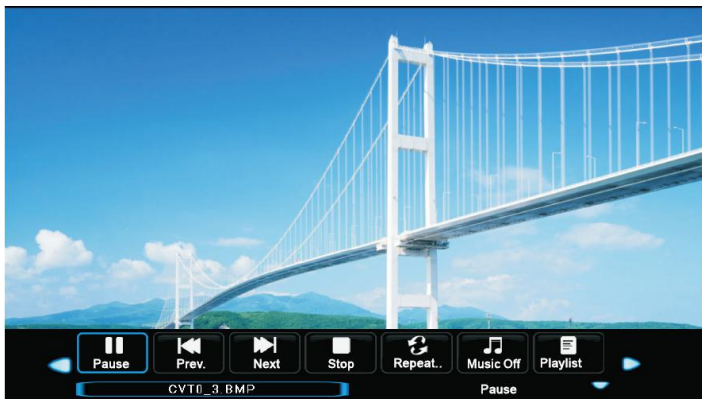 Pause Prev. Next Stop Repeat.. Music Off Playlist
CVT0_3.BMP Pause